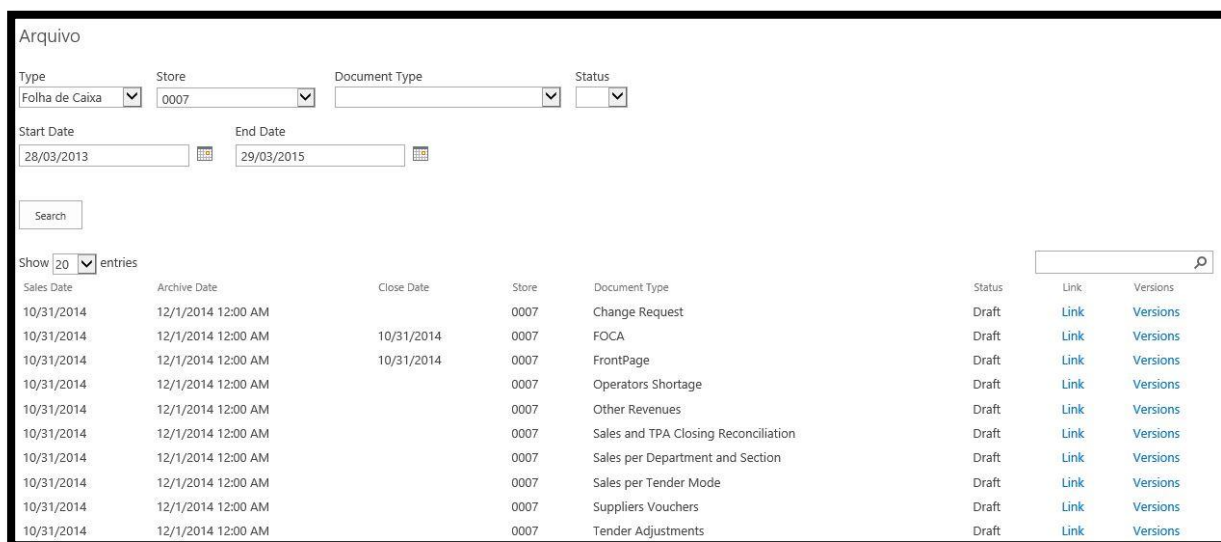 Arquivo
Type Store Document Type Status
Folha de Caixa 0007
Start Date End Date
28/03/2013 29/03/2015
Search
Show 20 entries
Sales Date Archive Date Close Date Store Document Type Status Link Versions
10/31/2014 12/1/2014 12:00 AM 0007 Change Request Draft Link Versions
10/31/2014 12/1/2014 12:00 AM 10/31/2014 0007 FOCA Draft Link Versions
10/31/2014 12/1/2014 12:00 AM 10/31/2014 0007 FrontPage Draft Link Versions
10/31/2014 12/1/2014 12:00 AM 0007 Operators Shortage Draft Link Versions
10/31/2014 12/1/2014 12:00 AM 0007 Other Revenues Draft Link Versions
10/31/2014 12/1/2014 12:00 AM 0007 Sales and TPA Closing Reconciliation Draft Link Versions
10/31/2014 12/1/2014 12:00 AM 0007 Sales per Department and Section Draft Link Versions
10/31/2014 12/1/2014 12:00 AM 0007 Sales per Tender Mode Draft Link Versions
10/31/2014 12/1/2014 12:00 AM 0007 Suppliers Vouchers Draft Link Versions
10/31/2014 12/1/2014 12:00 AM 0007 Tender Adjustments Draft Link Versions